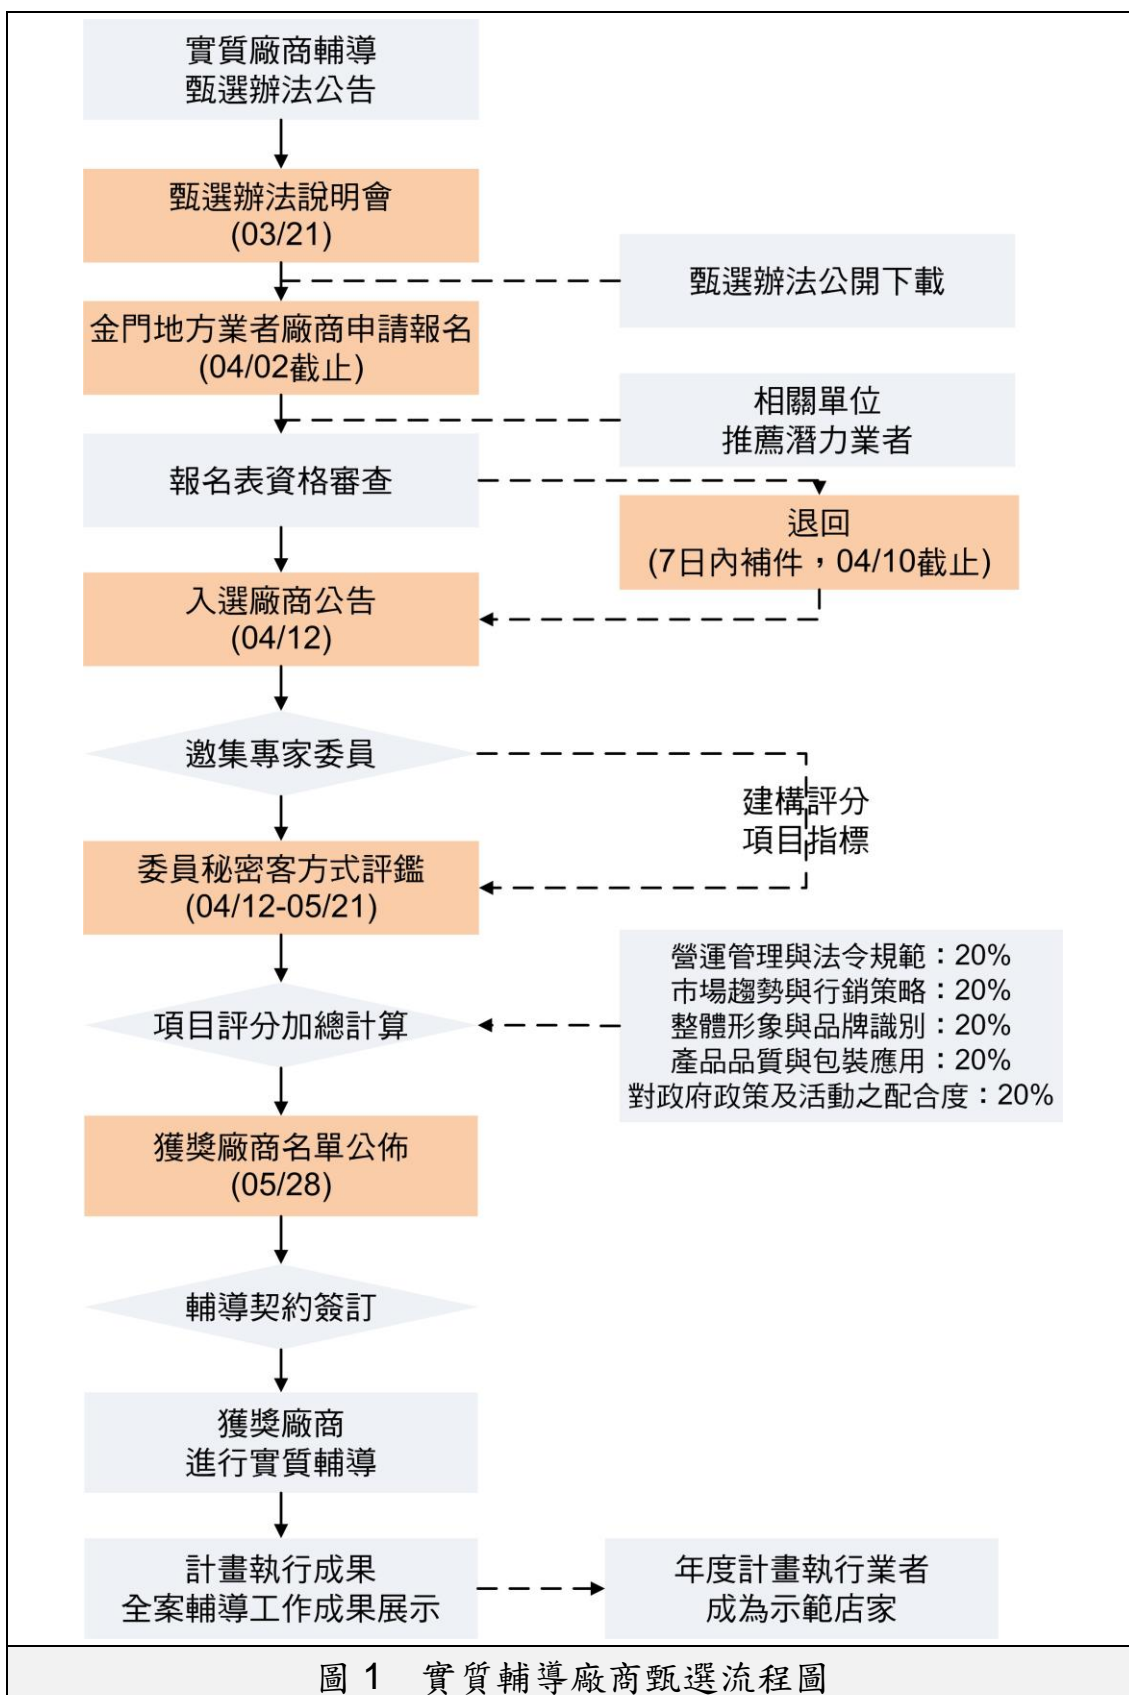 實質廠商輔導
甄選辦法公告
甄選辦法說明會
(03/21)
甄選辦法公開下載
金門地方業者廠商申請報名
(04/02截止)
相關單位
推薦潛力業者
報名表資格審查
退回
(7日內補件，04/10截止)
入選廠商公告
(04/12)
邀集專家委員
建構評分
項目指標
委員秘密客方式評鑑
(04/12-05/21)
營運管理與法令規範：20%
市場趨勢與行銷策略：20%
整體形象與品牌識別：20%
產品品質與包裝應用：20%
對政府政策及活動之配合度：20%
項目評分加總計算
獲獎廠商名單公佈
(05/28)
輔導契約簽訂
獲獎廠商
進行實質輔導
計畫執行成果
全案輔導工作成果展示
年度計畫執行業者
成為示範店家
圖 1 實質輔導廠商甄選流程圖